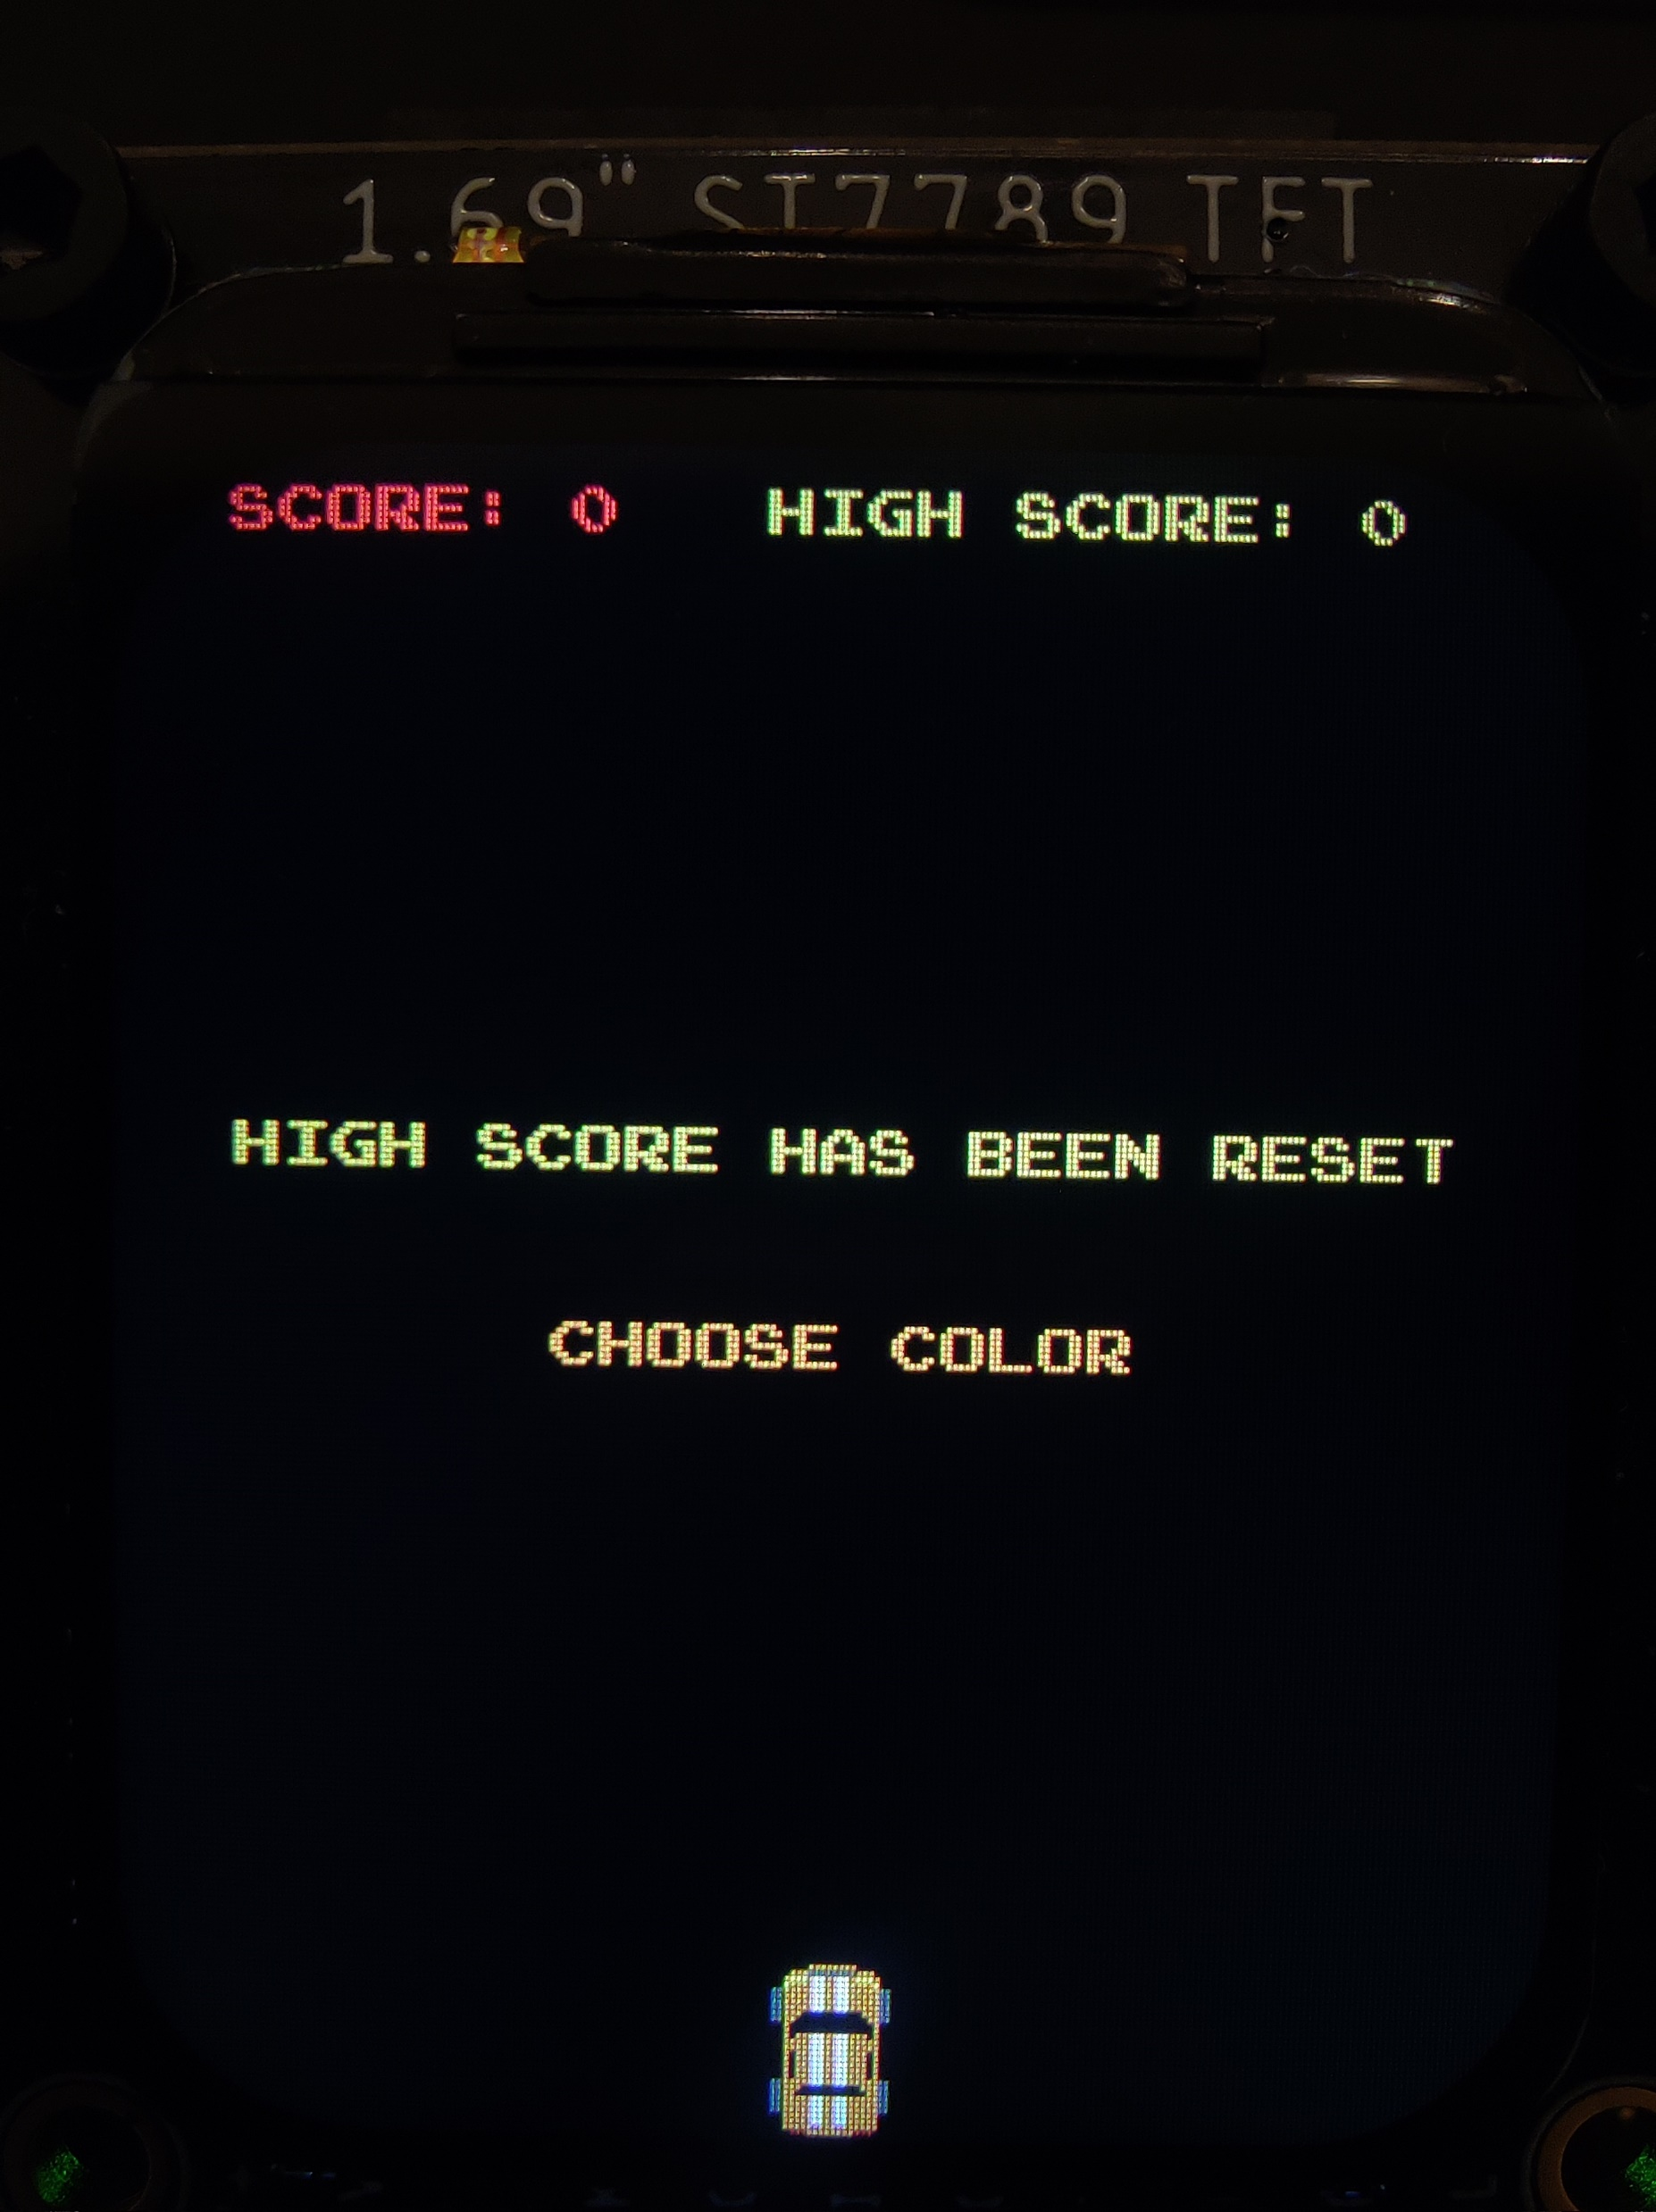 1.69" ST7789 TFT
SCORE: 0 HIGH SCORE: 0
HIGH SCORE HAS BEEN RESET
CHOOSE COLOR